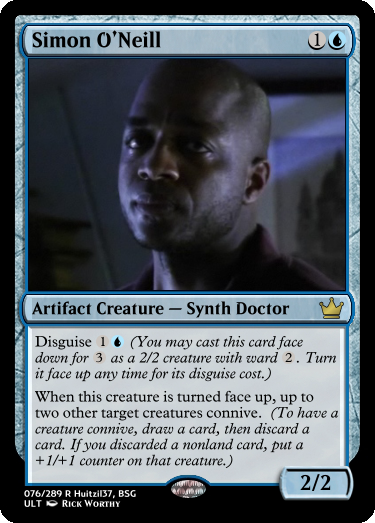 Simon O'Neill 1
Artifact Creature — Synth Doctor
Disguise 1 (You may cast this card face
down for 3 as a 2/2 creature with ward 2. Turn
it face up any time for its disguise cost.)
When this creature is turned face up, up to
two other target creatures connive. (To have a
creature connive, draw a card, then discard a
card. If you discarded a nonland card, put a
+1/+1 counter on that creature.)
2/2
076/289 R Huitzil37, BSG
ULT RICK WORTHY